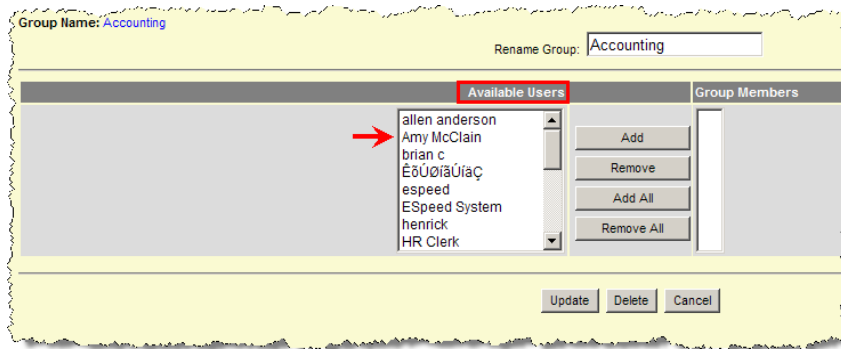 Group Name: Accounting
Rename Group: Accounting
Available Users Group Members
allen anderson
Amy McClain
brian c
ÊõÚØíãÚíäÇ
espeed
ESpeed System
henrick
HR Clerk
Add
Remove
Add All
Remove All
Update Delete Cancel